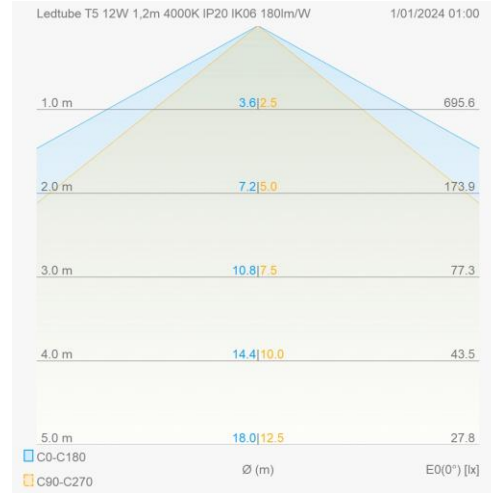 Ledtube T5 12W 1,2m 4000K IP20 IK06 180lm/W 1/01/2024 01:00
1.0 m 3.6|2.5 695.6
2.0 m 7.2|5.0 173.9
3.0 m 10.8|7.5 77.3
4.0 m 14.4|10.0 43.5
5.0 m 18.0|12.5 27.8
C0-C180
Ø (m) E0(0°) [lx]
C90-C270